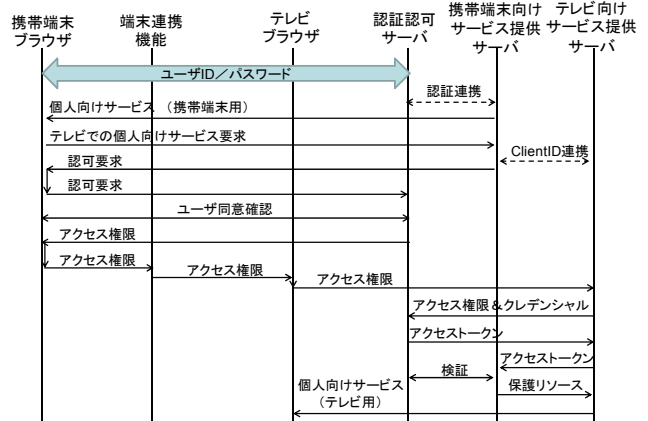 携帯端末
ブラウザ
端末連携
機能
テレビ
ブラウザ
認証認可
サーバ
携帯端末向け
サービス提供
サーバ
テレビ向け
サービス提供
サーバ
ユーザID／パスワード
認証連携
個人向けサービス （携帯端末用）
テレビでの個人向けサービス要求
ClientID連携
認可要求
認可要求
ユーザ同意確認
アクセス権限
アクセス権限
アクセス権限
アクセス権限
アクセス権限＆クレデンシャル
アクセストークン
アクセストークン
検証
個人向けサービス
（テレビ用）
保護リソース